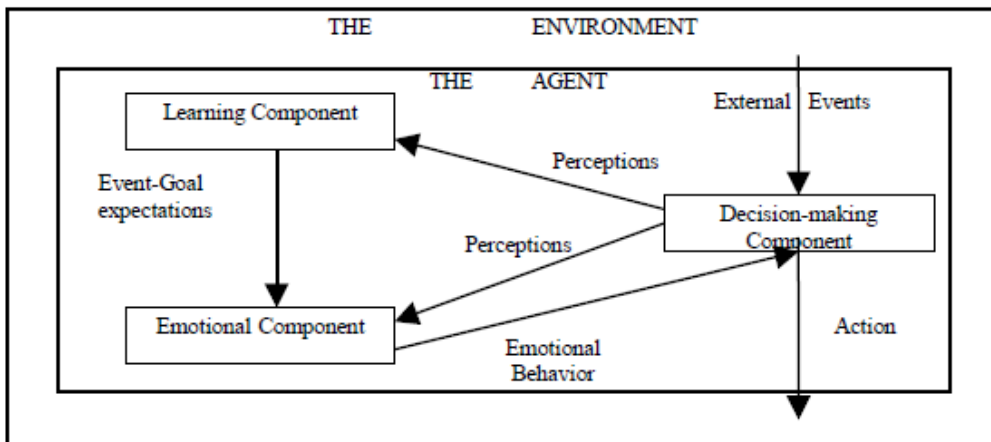 THE ENVIRONMENT
THE AGENT
Learning Component
External Events
Perceptions
Event-Goal
expectations
Decision-making
Component
Perceptions
Emotional Component
Action
Emotional
Behavior